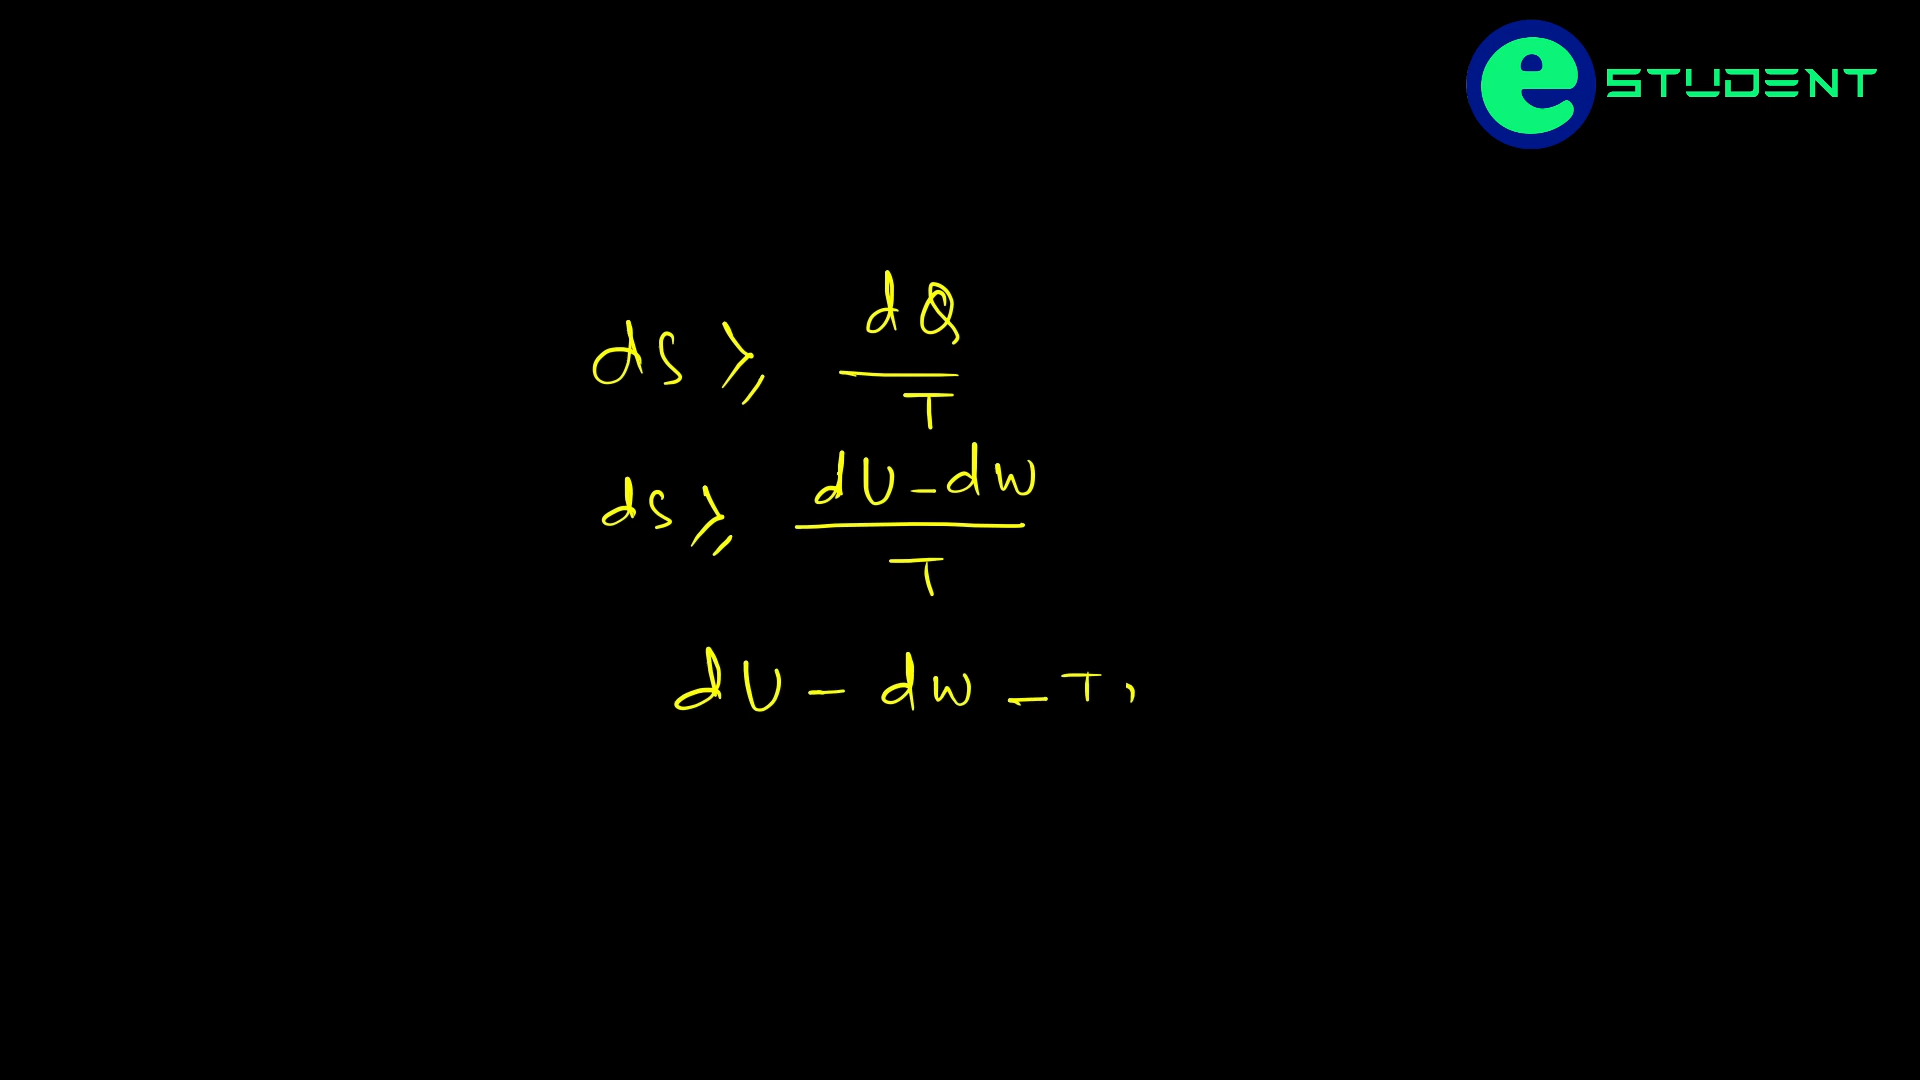 e STUDENT
ds ⩾ dQ / T
ds ⩾ dU - dw / T
dU - dw - T